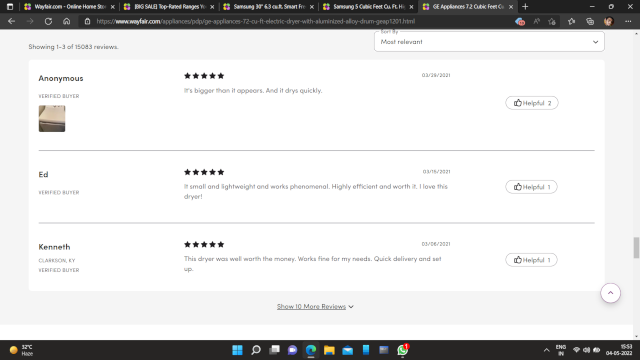 Wayfair.com - Online Home Stor
[BIG SALE] Top-Rated Ranges Yo
Samsung 30" 6.3 cu.ft. Smart Fre
Samsung 5 Cubic Feet Cu. Ft. H
GE Appliances 7.2 Cubic Feet Cu
https://www.wayfair.com/appliances/pdp/ge-appliances-72-cu-ft-electric-dryer-with-aluminized-alloy-drum-geap1201.html
Sort By
Showing 1-3 of 15083 reviews.
Most relevant
Anonymous
03/29/2021
VERIFIED BUYER
It's bigger than it appears. And it drys quickly.
Helpful 2
Ed
03/15/2021
VERIFIED BUYER
It small and lightweight and works phenomenal. Highly efficient and worth it. I love this
dryer!
Helpful 1
Kenneth
03/08/2021
CLARKSON, KY
VERIFIED BUYER
This dryer was well worth the money. Works fine for my needs. Quick delivery and set
up.
Helpful 1
Show 10 More Reviews
32°C
Haze
ENG
IN
15:53
04-05-2022